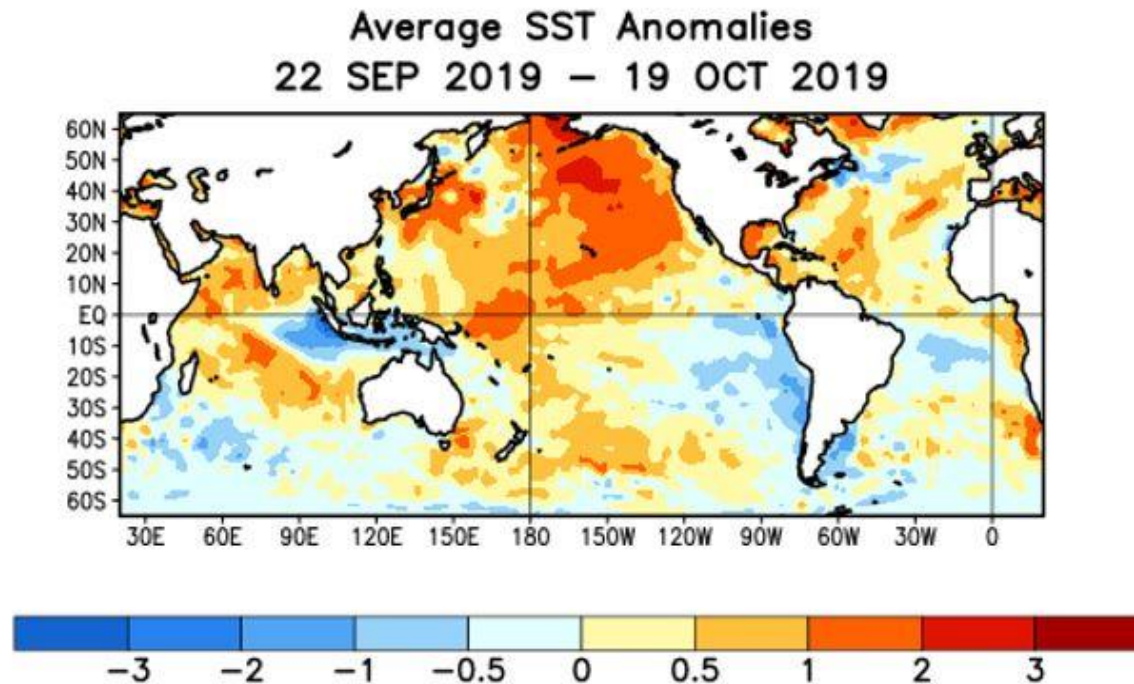 Average SST Anomalies
22 SEP 2019 – 19 OCT 2019
60N
50N
40N
30N
20N
10N
EQ
10S
20S
30S
40S
50S
60S
30E 60E 90E 120E 150E 180 150W 120W 90W 60W 30W 0
-3 -2 -1 -0.5 0 0.5 1 2 3